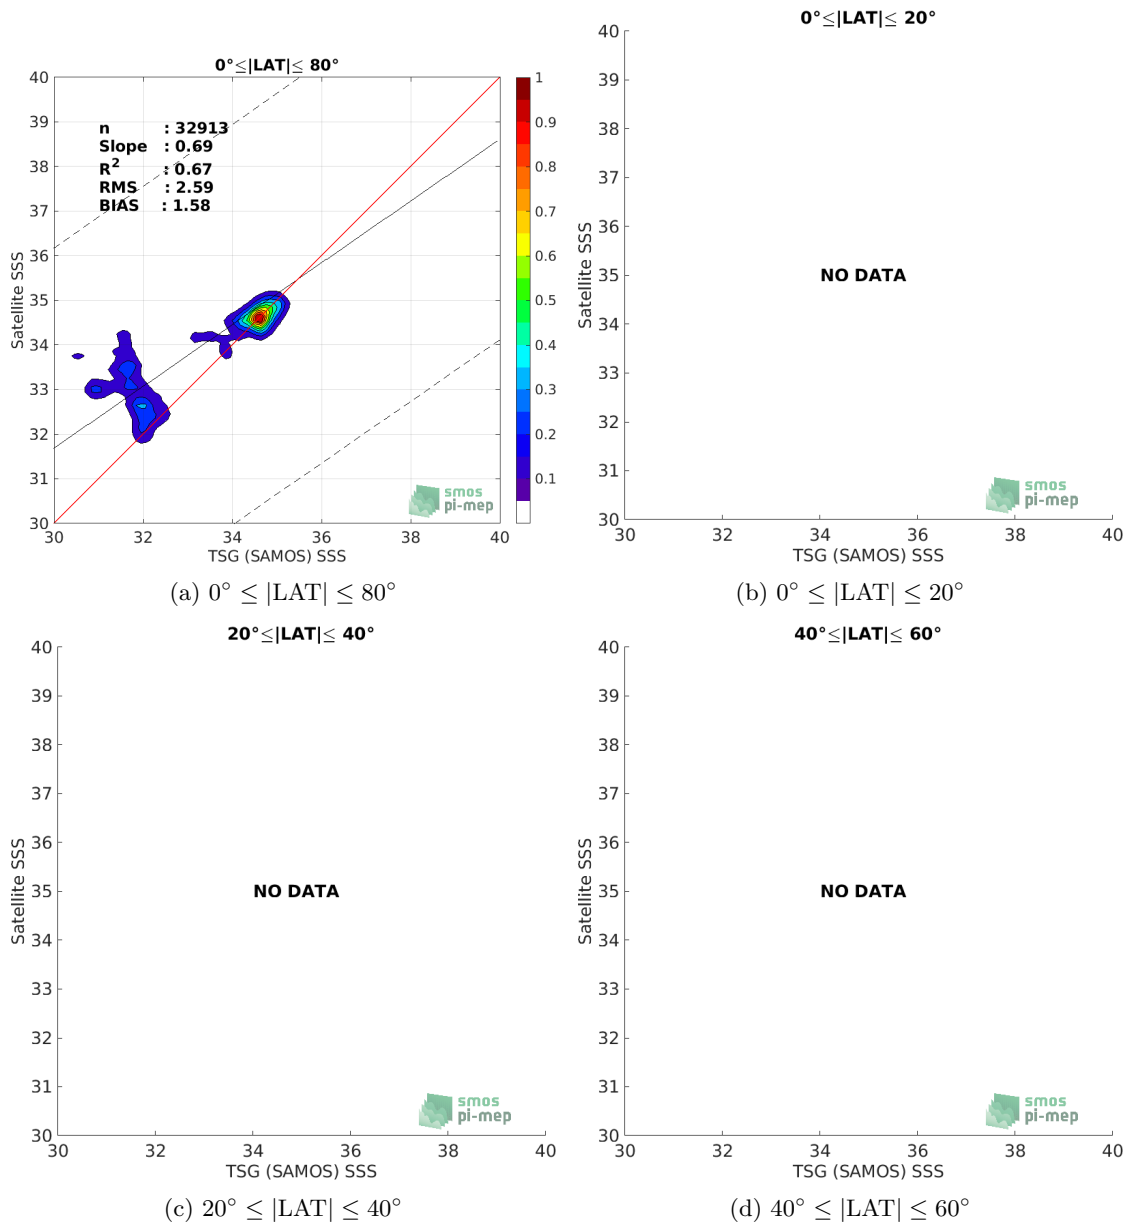 0°≤|LAT|≤ 80°
40
39
38
37
36
35
34
33
32
31
30
Satellite SSS
n : 32913
Slope : 0.69
R2 : 0.67
RMS : 2.59
BIAS : 1.58
smos
pi-mep
30 32 34 36 38 40
TSG (SAMOS) SSS
1
0.9
0.8
0.7
0.6
0.5
0.4
0.3
0.2
0.1
(a) 0° ≤ |LAT| ≤ 80°
0°≤|LAT|≤ 20°
40
39
38
37
36
35
34
33
32
31
30
Satellite SSS
NO DATA
smos
pi-mep
30 32 34 36 38 40
TSG (SAMOS) SSS
(b) 0° ≤ |LAT| ≤ 20°
20°≤|LAT|≤ 40°
40
39
38
37
36
35
34
33
32
31
30
Satellite SSS
NO DATA
smos
pi-mep
30 32 34 36 38 40
TSG (SAMOS) SSS
(c) 20° ≤ |LAT| ≤ 40°
40°≤|LAT|≤ 60°
40
39
38
37
36
35
34
33
32
31
30
Satellite SSS
NO DATA
smos
pi-mep
30 32 34 36 38 40
TSG (SAMOS) SSS
(d) 40° ≤ |LAT| ≤ 60°